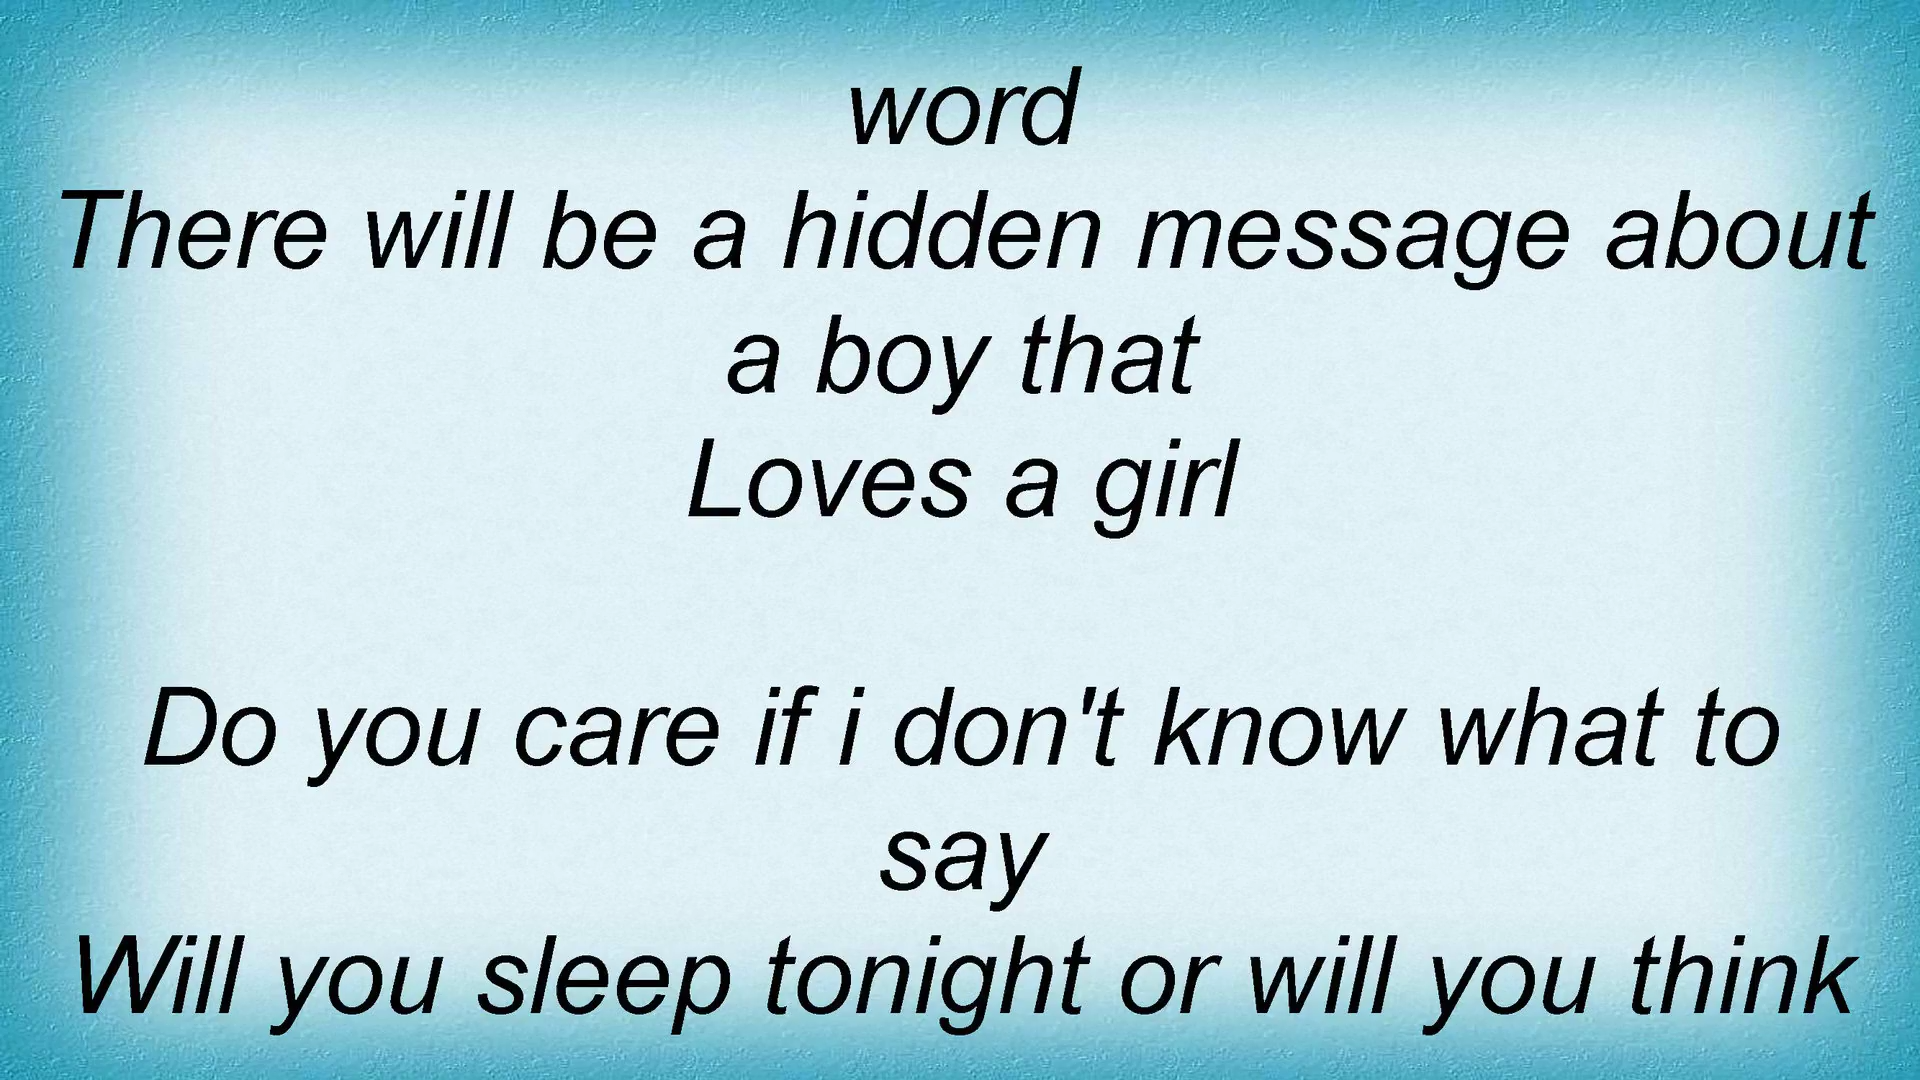 word
There will be a hidden message about
a boy that
Loves a girl
Do you care if i don't know what to
say
Will you sleep tonight or will you think